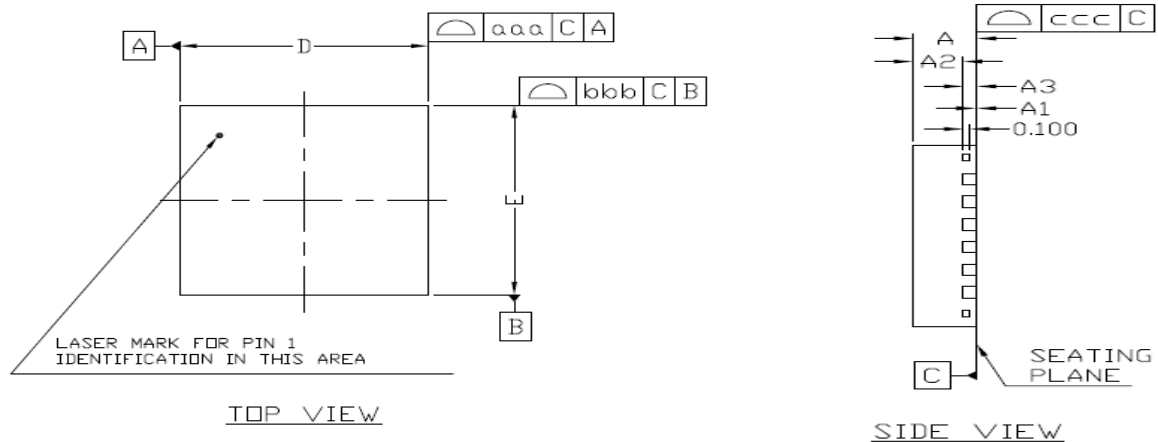 aaa C A
A
D
bbb C B
E
B
LASER MARK FOR PIN 1
IDENTIFICATION IN THIS AREA
TOP VIEW
ccc C
A
A2
A3
A1
0.100
C
SEATING
PLANE
SIDE VIEW